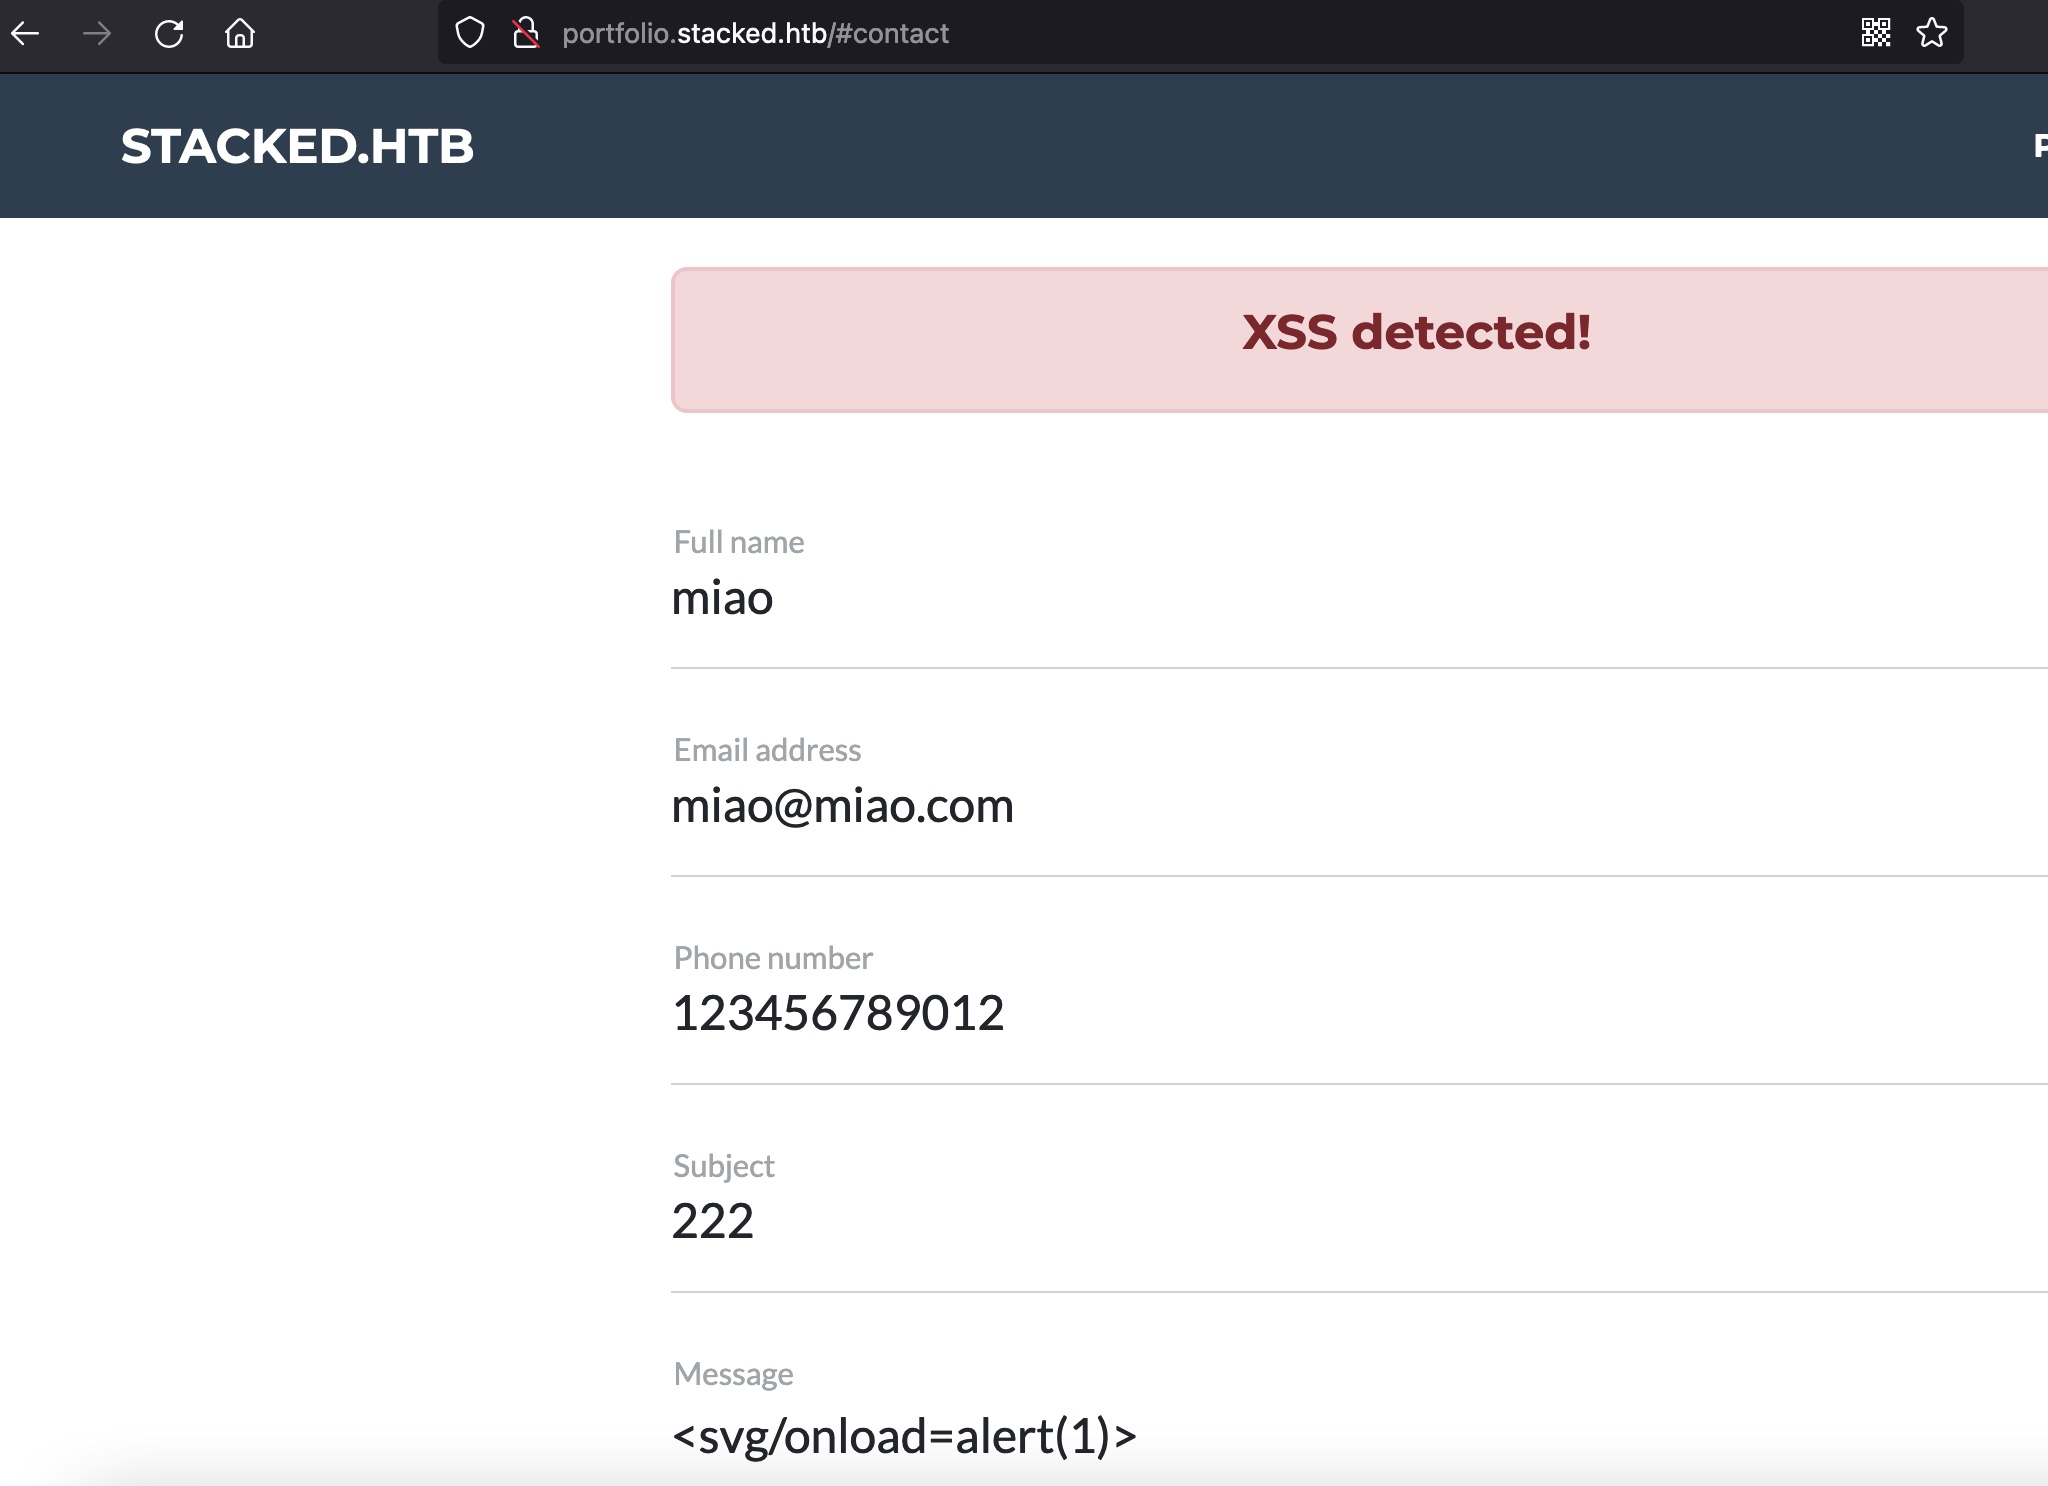 portfolio.stacked.htb/#contact
STACKED.HTB
XSS detected!
Full name
miao
Email address
miao@miao.com
Phone number
123456789012
Subject
222
Message
<svg/onload=alert(1)>